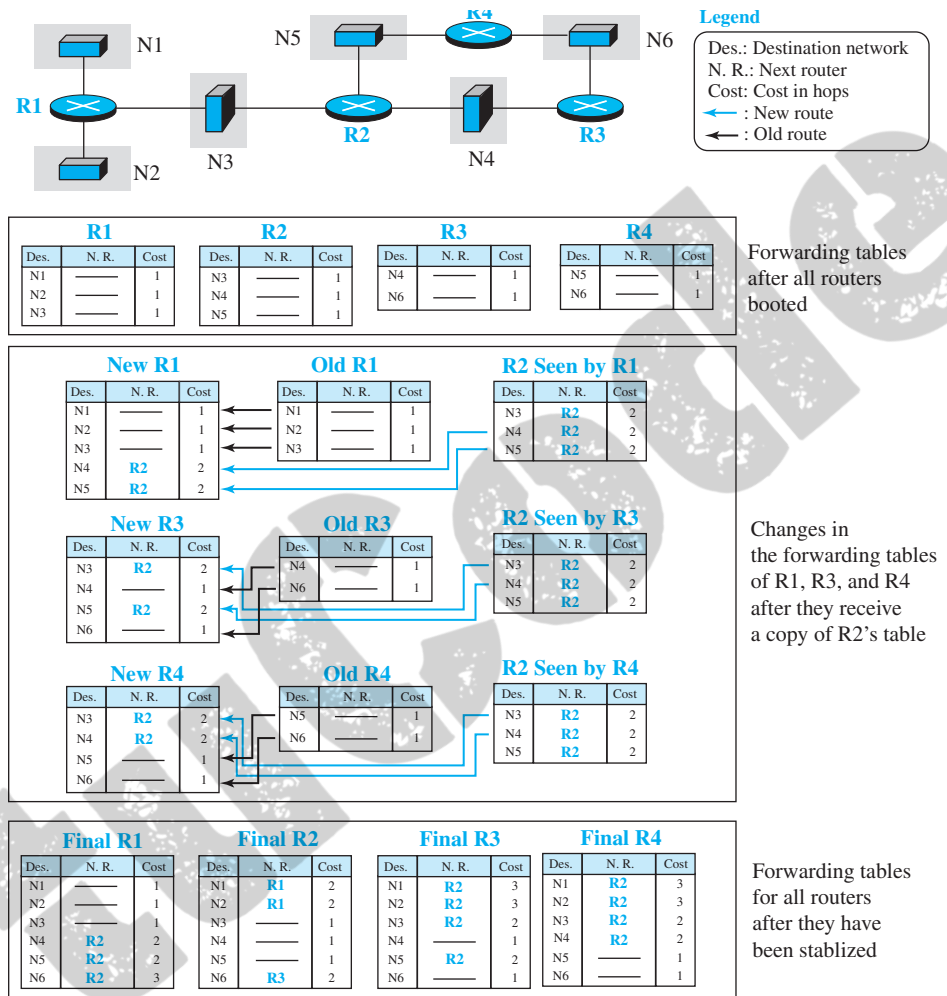 R4
Legend
N1
N5
N6
Des.: Destination network
N. R.: Next router
Cost: Cost in hops
: New route
: Old route
R1
N3
R2
N4
R3
N2
R1
Des. N. R. Cost
N1 1
N2 1
N3 1
R2
Des. N. R. Cost
N3 1
N4 1
N5 1
R3
Des. N. R. Cost
N4 1
N6 1
R4
Des. N. R. Cost
N5 1
N6 1
Forwarding tables
after all routers
booted
New R1
Des. N. R. Cost
N1 1
N2 1
N3 1
N4 R2 2
N5 R2 2
Old R1
Des. N. R. Cost
N1 1
N2 1
N3 1
R2 Seen by R1
Des. N. R. Cost
N3 R2 2
N4 R2 2
N5 R2 2
New R3
Des. N. R. Cost
N3 R2 2
N4 1
N5 R2 2
N6 1
Old R3
Des. N. R. Cost
N4 1
N6 1
R2 Seen by R3
Des. N. R. Cost
N3 R2 2
N4 R2 2
N5 R2 2
New R4
Des. N. R. Cost
N3 R2 2
N4 R2 2
N5 1
N6 1
Old R4
Des. N. R. Cost
N5 1
N6 1
R2 Seen by R4
Des. N. R. Cost
N3 R2 2
N4 R2 2
N5 R2 2
Changes in
the forwarding tables
of R1, R3, and R4
after they receive
a copy of R2's table
Final R1
Des. N. R. Cost
N1 1
N2 1
N3 1
N4 R2 2
N5 R2 2
N6 R2 3
Final R2
Des. N. R. Cost
N1 R1 2
N2 R1 2
N3 1
N4 1
N5 1
N6 R3 2
Final R3
Des. N. R. Cost
N1 R2 3
N2 R2 3
N3 R2 2
N4 1
N5 R2 2
N6 1
Final R4
Des. N. R. Cost
N1 R2 3
N2 R2 3
N3 R2 2
N4 R2 2
N5 1
N6 1
Forwarding tables
for all routers
after they have
been stablized
tuCode